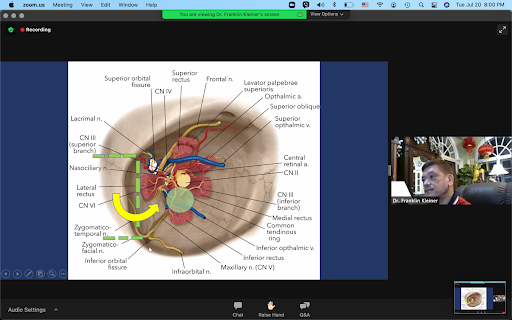 zoom.us Meeting View Edit Window Help
Tue Jul 20 8:00 PM
You are viewing Dr. Franklin Kleiner's screen
View Options
Recording
Superior orbital
fissure
Superior
rectus
CN IV
Frontal n.
Levator palpebrae
superioris
Opthalmic a.
Superior oblique
Superior
opthalmic v.
Lacrimal n.
CN III
(superior
branch)
Nasociliary n.
Lateral
rectus
CN VI
Zygomatico-
temporal n.
Zygomatico-
facial n.
Inferior orbital
fissure
Central
retinal a.
CN II
CN III
(inferior
branch)
Medial rectus
Common
tendinous
ring
Inferior opthalmic v.
Inferior rectus
Maxillary n. (CN V)
Infraorbital n.
Dr. Franklin Kleiner
Audio Settings
Chat
Raise Hand
Q&A